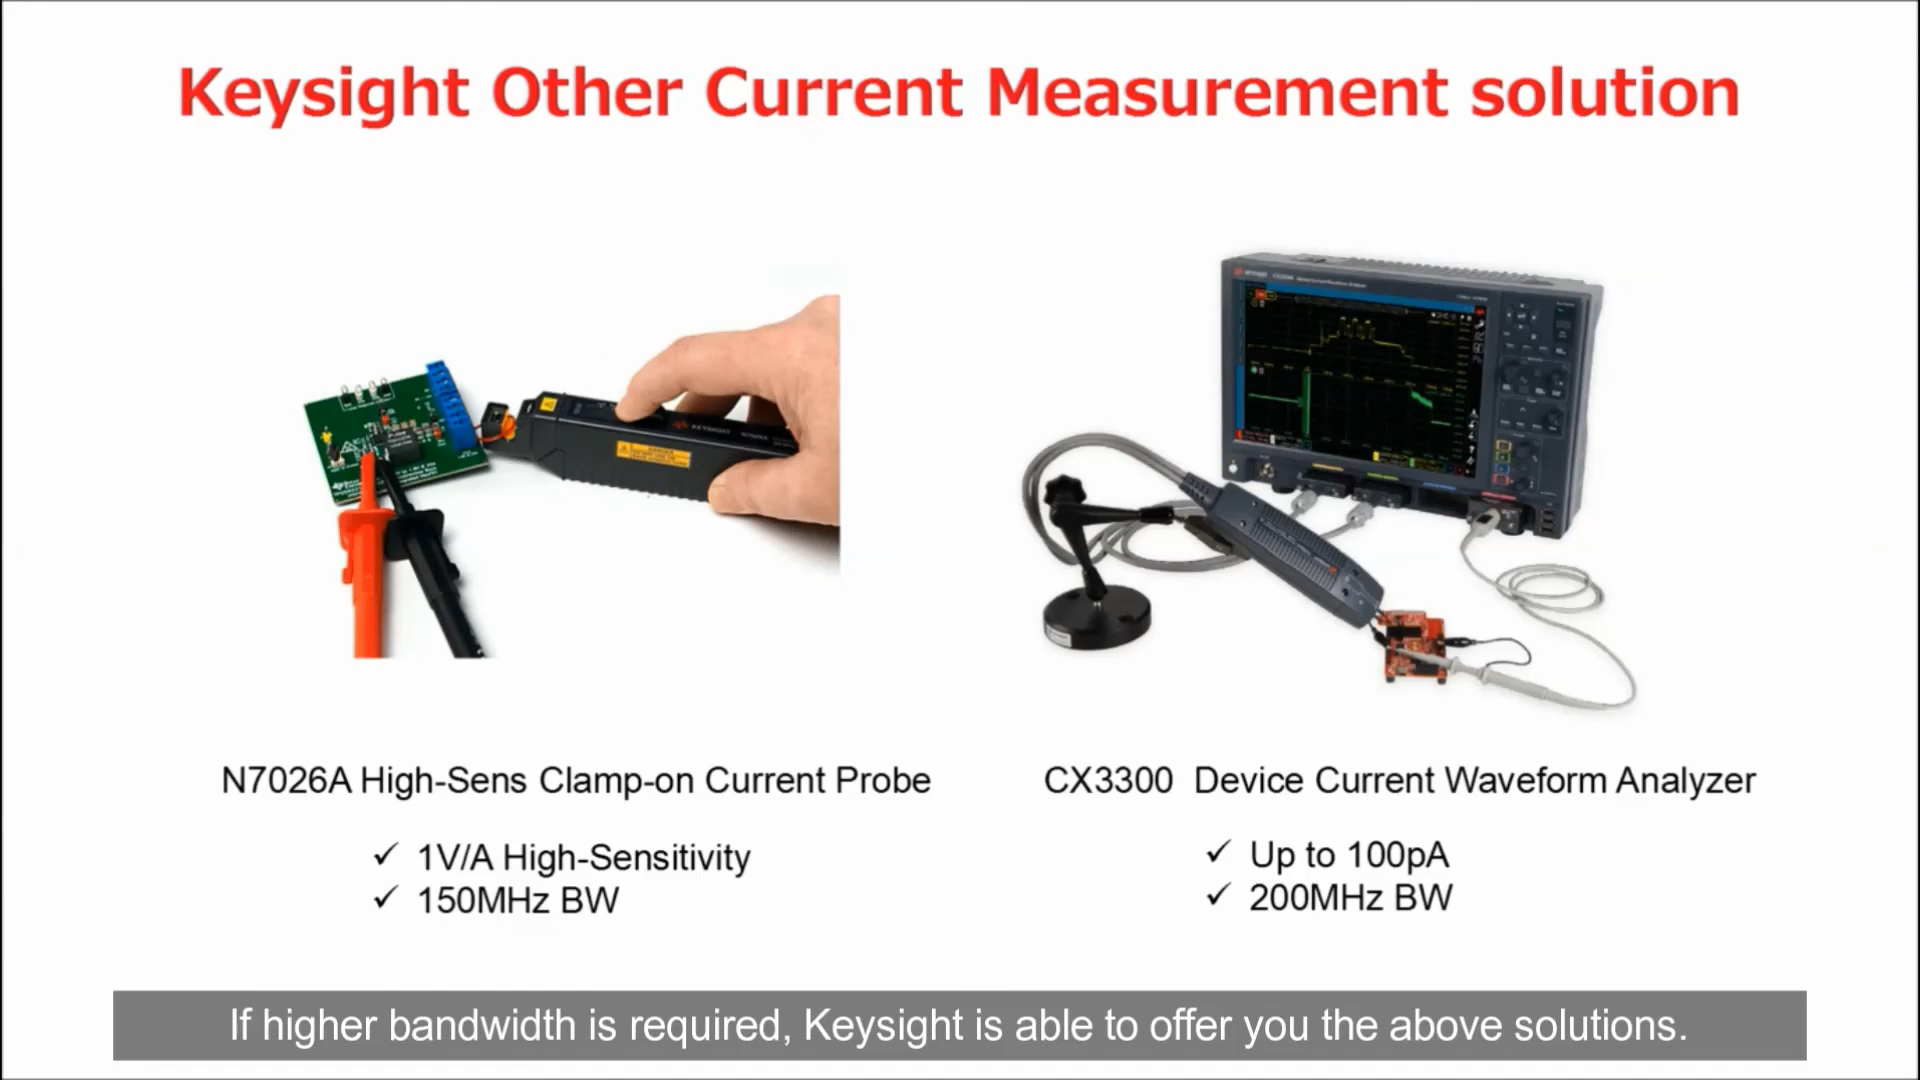 Keysight Other Current Measurement solution
KEYSIGHT
N7026A High-Sens Clamp-on Current Probe
✓ 1V/A High-Sensitivity
✓ 150MHz BW
CX3300 Device Current Waveform Analyzer
✓ Up to 100pA
✓ 200MHz BW
If higher bandwidth is required, Keysight is able to offer you the above solutions.